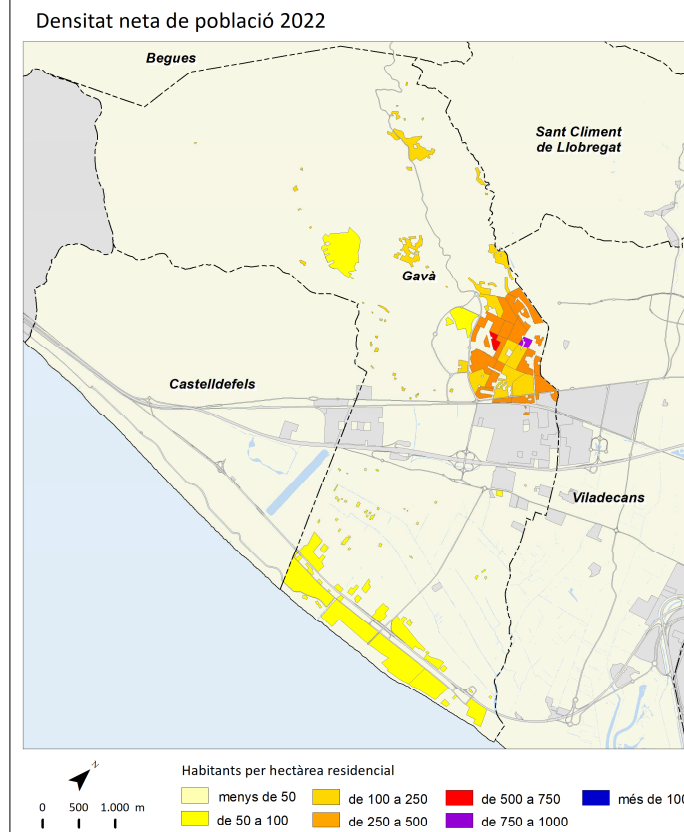 Densitat neta de població 2022
Begues
Sant Climent
de Llobregat
Gavà
Castelldefels
Viladecans
N
Habitants per hectàrea residencial
0 500 1.000 m
menys de 50
de 100 a 250
de 500 a 750
més de 100
de 50 a 100
de 250 a 500
de 750 a 1000